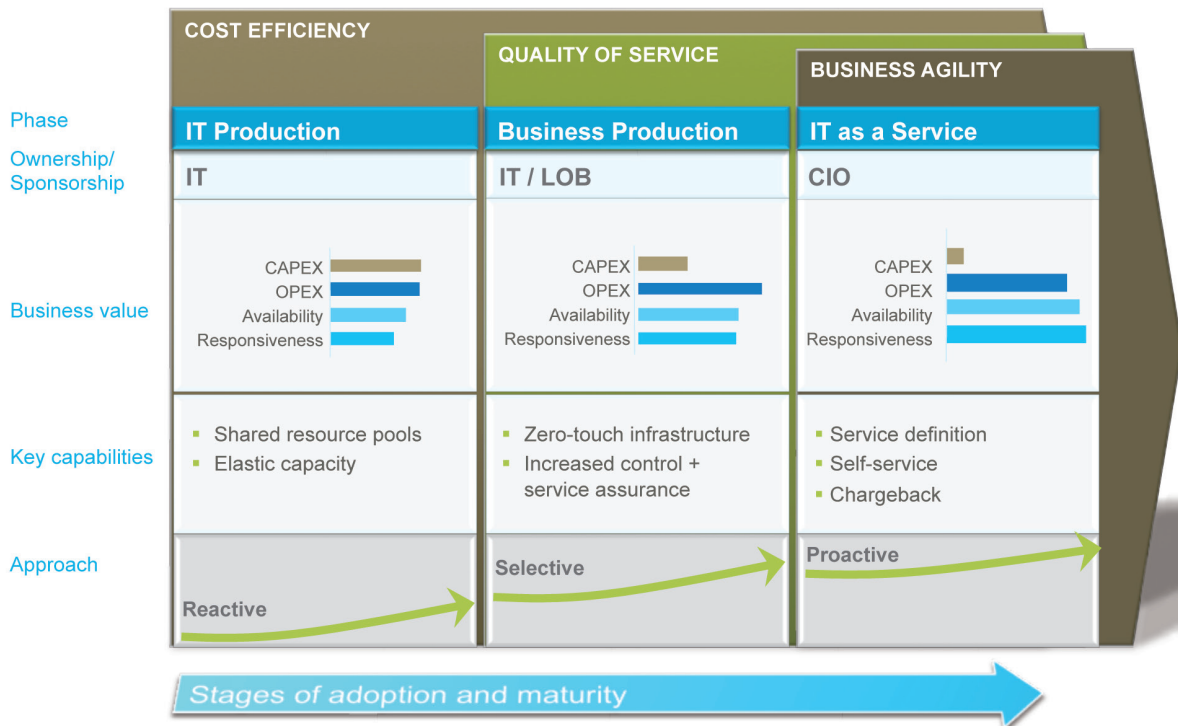 COST EFFICIENCY
QUALITY OF SERVICE
BUSINESS AGILITY
Phase
IT Production
Business Production
IT as a Service
Ownership/
Sponsorship
IT
IT / LOB
CIO
Business value
CAPEX
OPEX
Availability
Responsiveness
CAPEX
OPEX
Availability
Responsiveness
CAPEX
OPEX
Availability
Responsiveness
Key capabilities
▪ Shared resource pools
▪ Elastic capacity
▪ Zero-touch infrastructure
▪ Increased control +
service assurance
▪ Service definition
▪ Self-service
▪ Chargeback
Approach
Reactive
Selective
Proactive
Stages of adoption and maturity